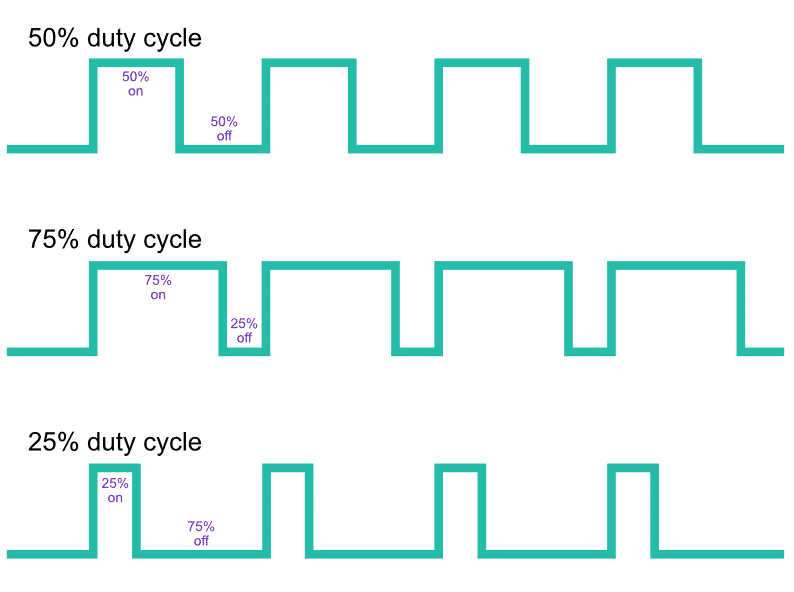 50% duty cycle
50%
on
50%
off
75% duty cycle
75%
on
25%
off
25% duty cycle
25%
on
75%
off